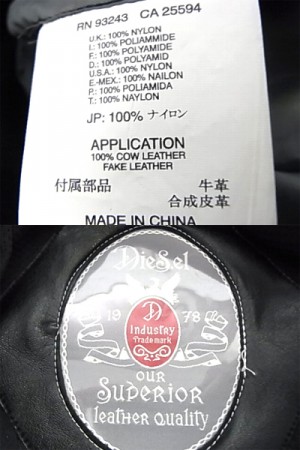 RN 93243 CA 25594
U.K.: 100% NYLON
I.: 100% POLIAMMIDE
F.: 100% POLYAMID
D.: 100% POLYMID
U.S.A.: 100% NYLON
E.-MEX.: 100% NAILON
P.: 100% POLIAMIDA
T.: 100% NAYLON
JP: 100% ナイロン
APPLICATION
100% COW LEATHER
FAKE LEATHER
付属部品 牛革
合成皮革
MADE IN CHINA
DieSel
19 78
D
Industry
Trademark
OUR
SUPERIOR
leather Quality